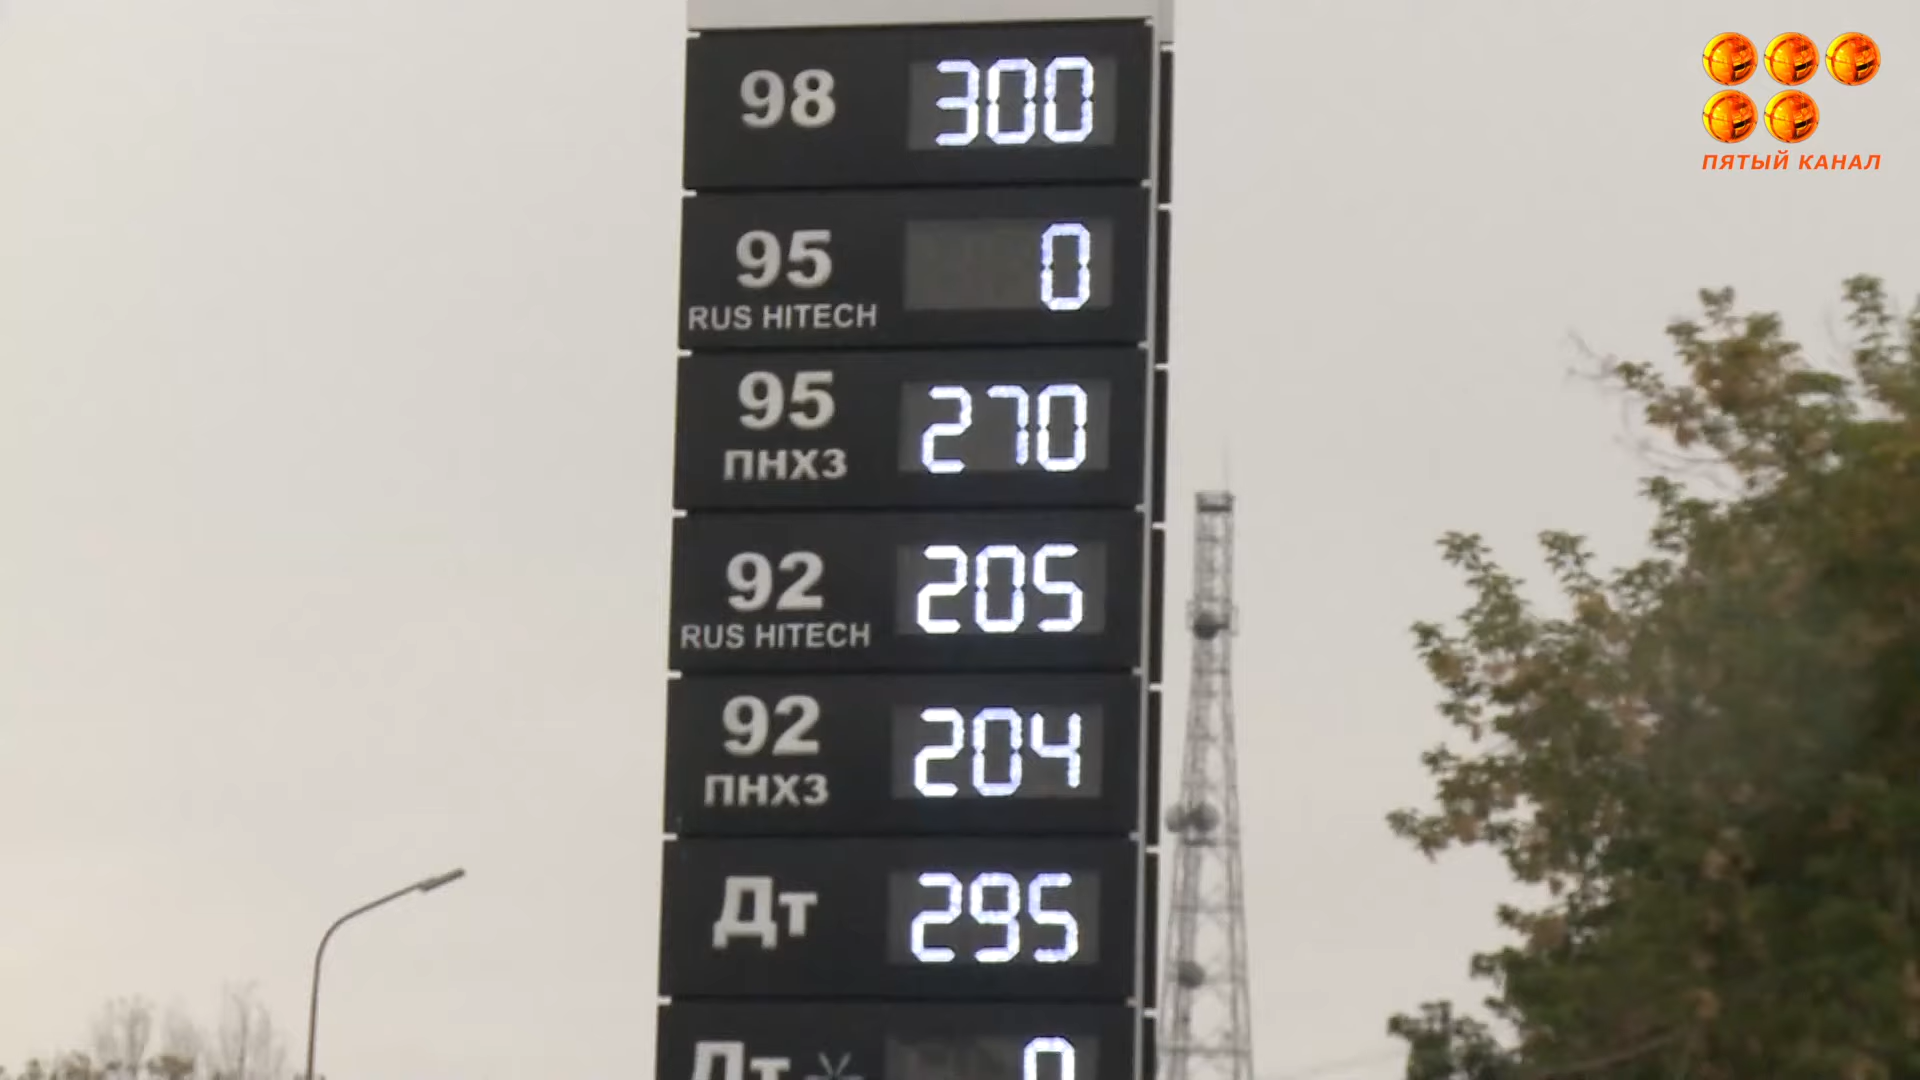 98 300
95 0
RUS HITECH
95 270
ПНХЗ
92 205
RUS HITECH
92 204
ПНХЗ
Дт 295
Дт 0
ПЯТЫЙ КАНАЛ